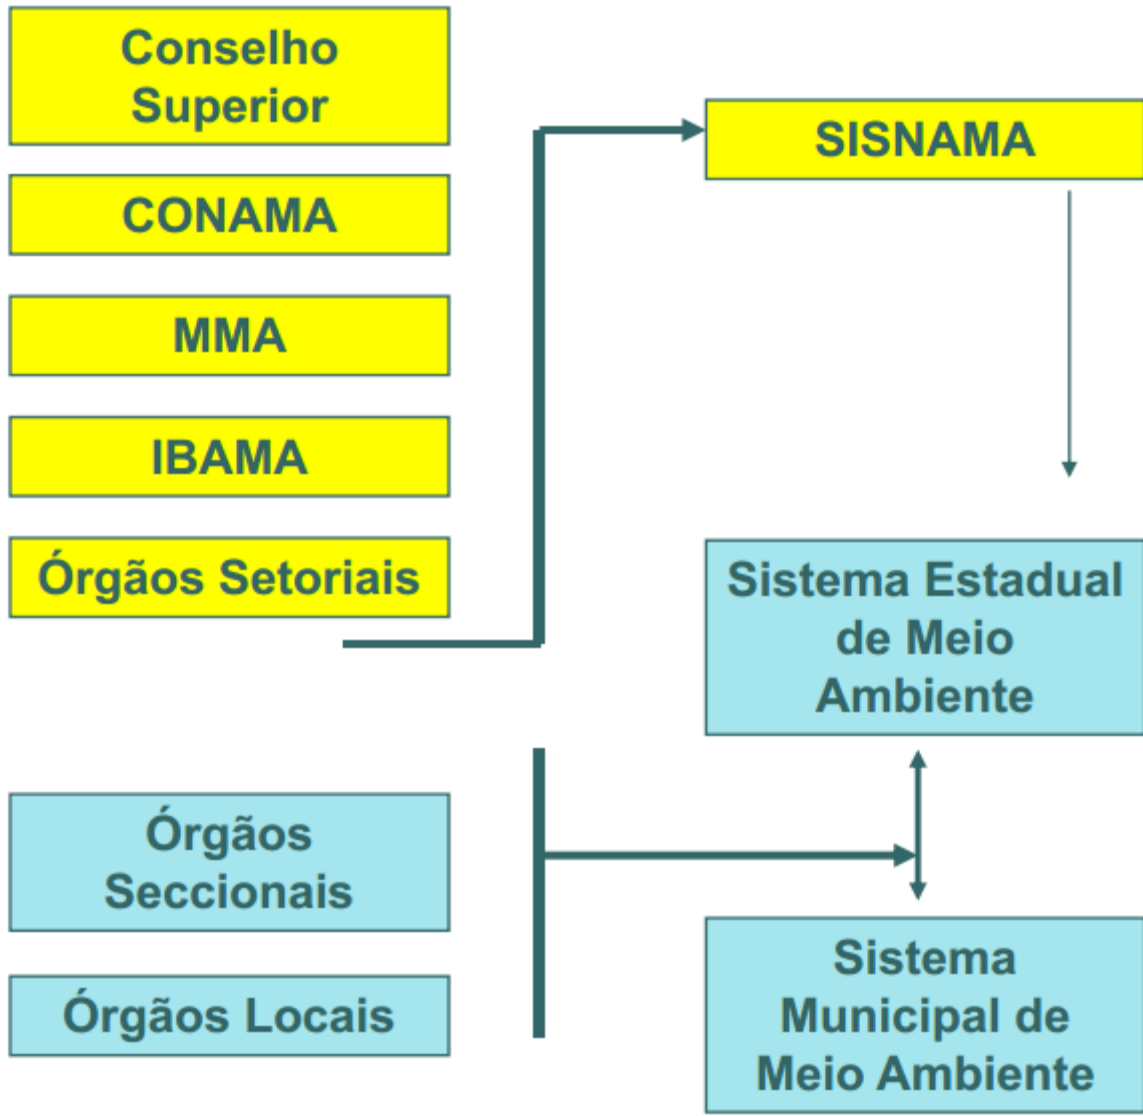 Conselho
Superior
CONAMA
MMA
IBAMA
Órgãos Setoriais
Órgãos
Seccionais
Órgãos Locais
SISNAMA
Sistema Estadual
de Meio
Ambiente
Sistema
Municipal de
Meio Ambiente